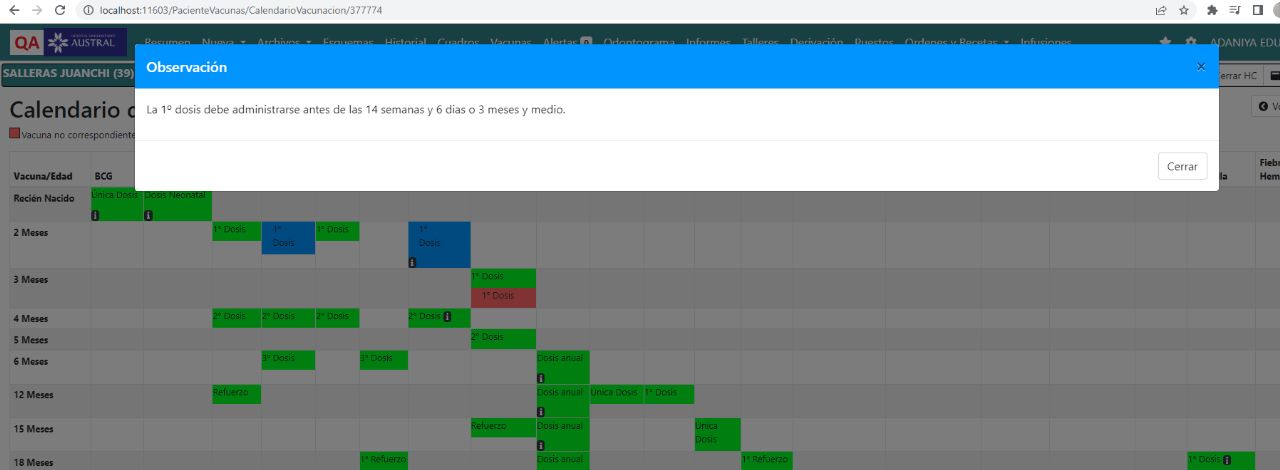 localhost:11603/PacienteVacunas/CalendarioVacunacion/377774
QA HOSPITAL UNIVERSITARIO AUSTRAL Resumen Nueva Archivos Esquemas Historial Cuadros Vacunas Alertas 0 Odontograma Informes Talleres Derivación Puestos Ordenes y Recetas Infusiones ADANIYA EDU
SALLERAS JUANCHI (39) Cerrar HC
Observación ×
La 1º dosis debe administrarse antes de las 14 semanas y 6 dias o 3 meses y medio.
Cerrar
Calendario d
Vacuna no correspondiente
Vacuna/Edad BCG
Recién Nacido Única Dosis Dosis Neonatal
2 Meses 1º Dosis 1º Dosis 1º Dosis 1º Dosis
3 Meses 1º Dosis
1º Dosis
4 Meses 2º Dosis 2º Dosis 2º Dosis 2º Dosis
5 Meses 2º Dosis
6 Meses 3º Dosis 3º Dosis Dosis anual
12 Meses Refuerzo Dosis anual Única Dosis 1º Dosis
15 Meses Refuerzo Dosis anual Única Dosis
18 Meses 1º Refuerzo Dosis anual 1º Refuerzo 1º Dosis